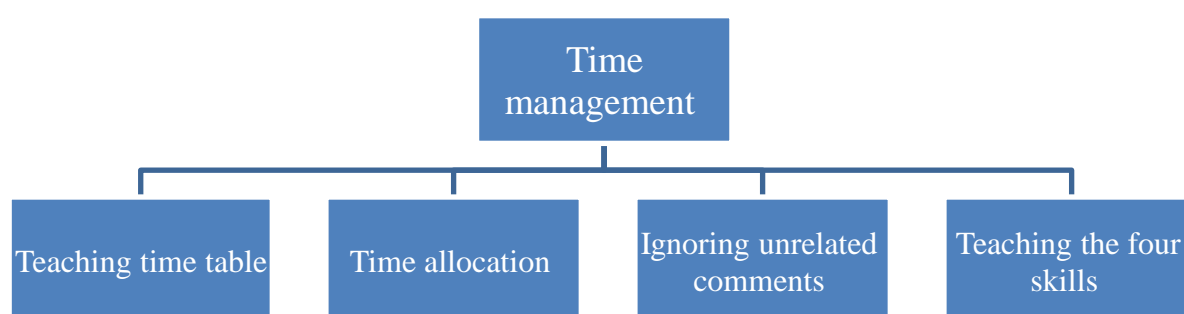 Time
management
Teaching time table
Time allocation
Ignoring unrelated
comments
Teaching the four
skills